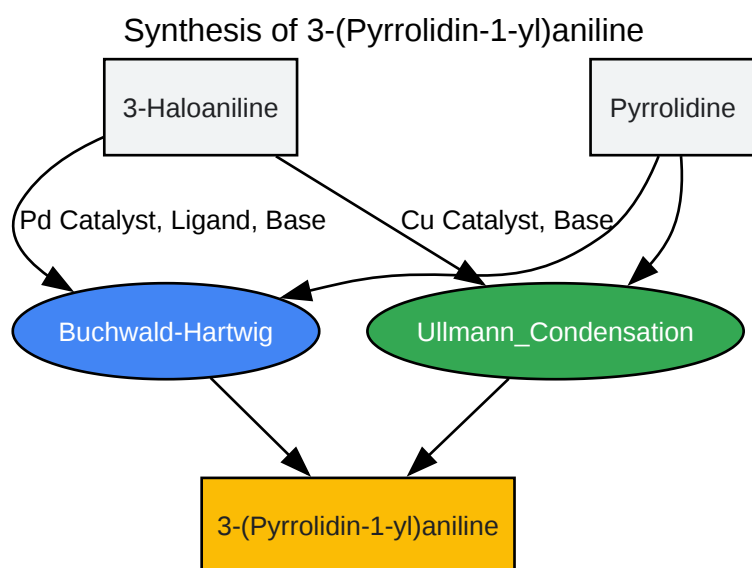 Synthesis of 3-(Pyrrolidin-1-yl)aniline
3-Haloaniline
Pyrrolidine
Pd Catalyst, Ligand, Base
Cu Catalyst, Base
Buchwald-Hartwig
Ullmann_Condensation
3-(Pyrrolidin-1-yl)aniline